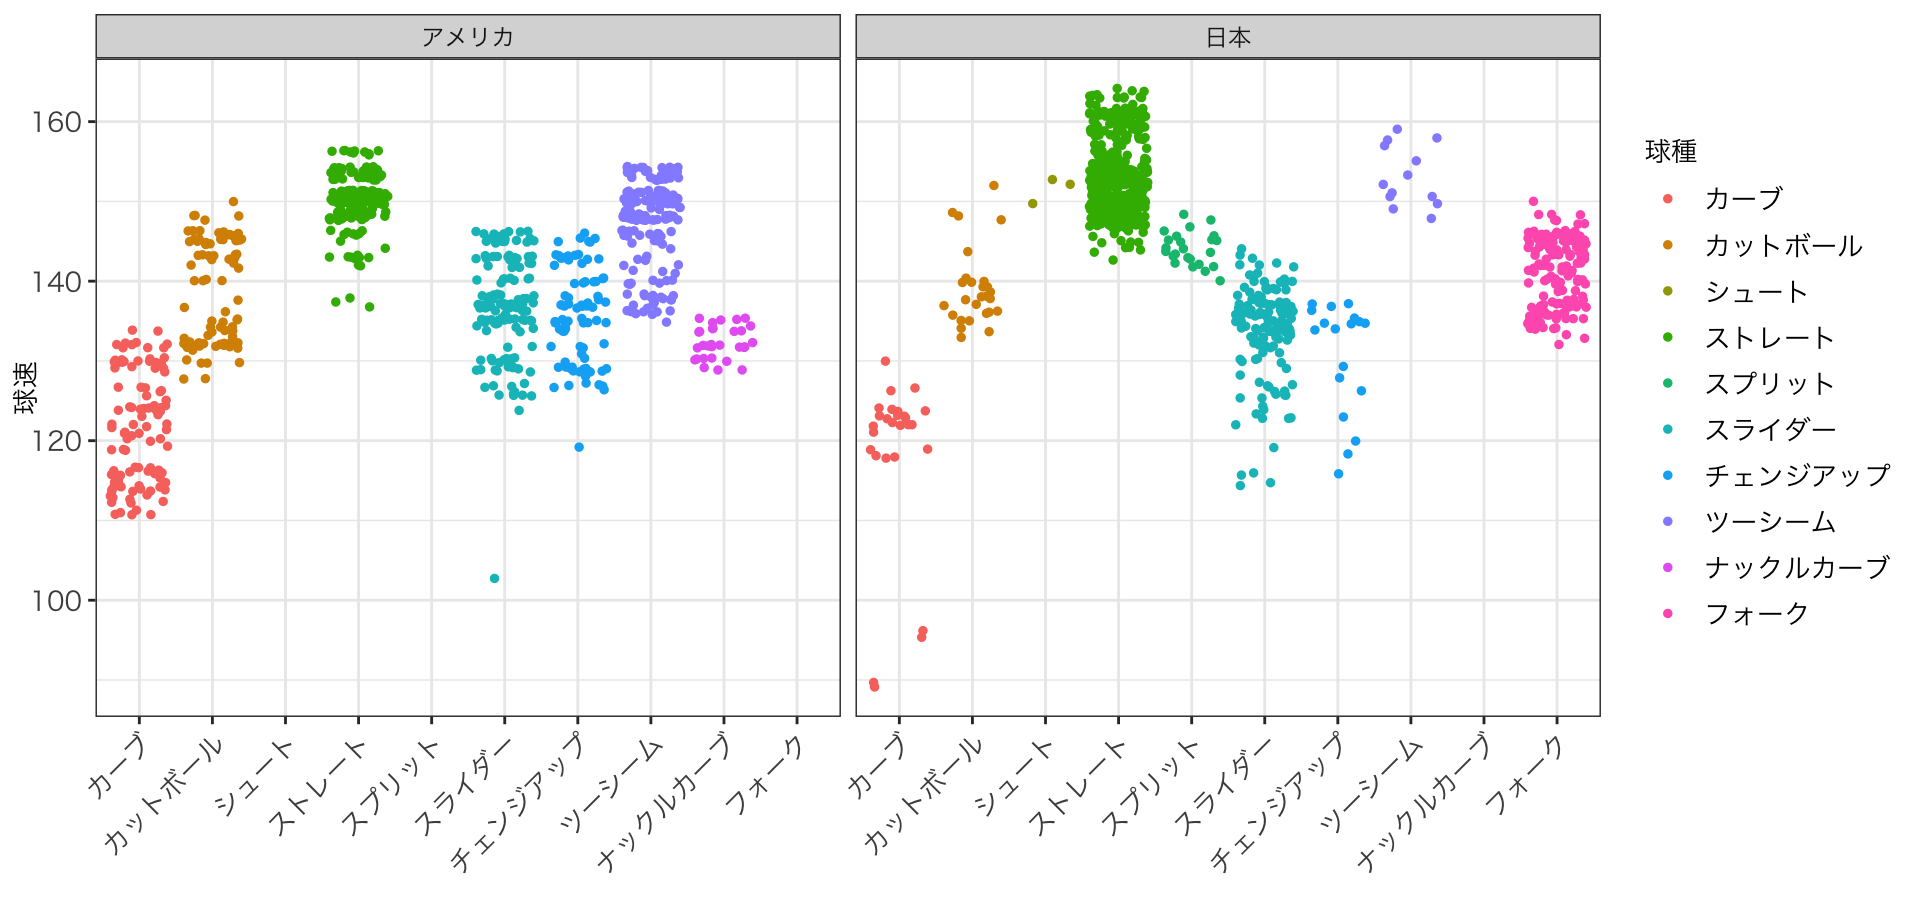 アメリカ
日本
160
140
120
100
球速
カーブ
カットボール
シュート
ストレート
スプリット
スライダー
チェンジアップ
ツーシーム
ナックルカーブ
フォーク
カーブ
カットボール
シュート
ストレート
スプリット
スライダー
チェンジアップ
ツーシーム
ナックルカーブ
フォーク
球種
カーブ
カットボール
シュート
ストレート
スプリット
スライダー
チェンジアップ
ツーシーム
ナックルカーブ
フォーク